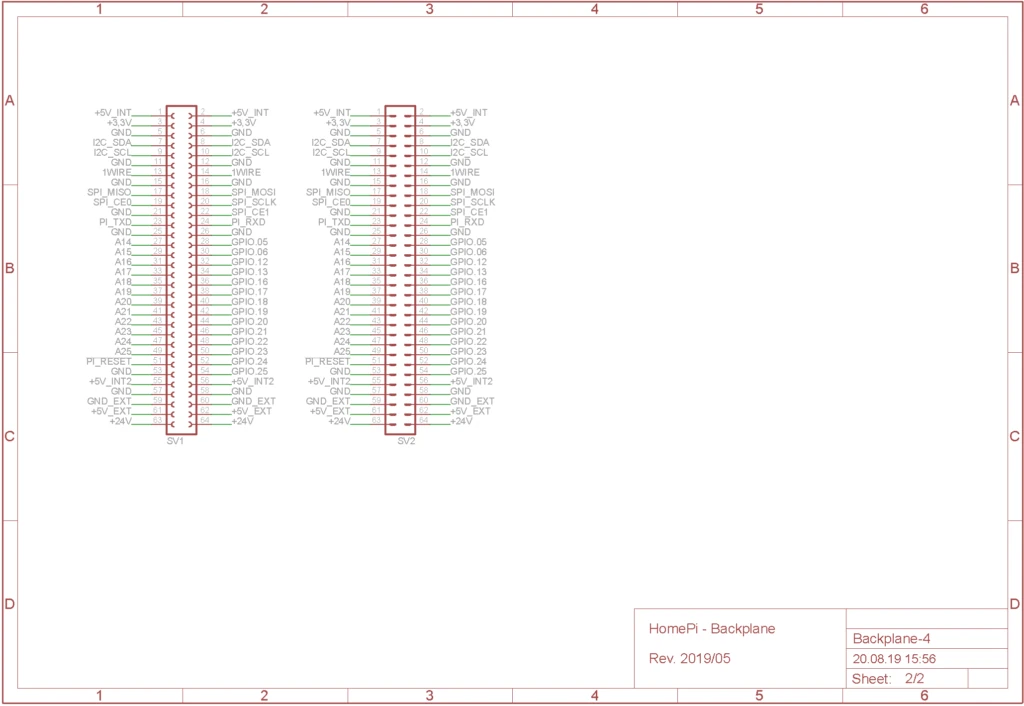 1 2 3 4 5 6
A A
+5V_INT 1 2 +5V_INT +5V_INT 1 2 +5V_INT
+3,3V 3 4 +3,3V +3,3V 3 4 +3,3V
GND 5 6 GND GND 5 6 GND
I2C_SDA 7 8 I2C_SDA I2C_SDA 7 8 I2C_SDA
I2C_SCL 9 10 I2C_SCL I2C_SCL 9 10 I2C_SCL
GND 11 12 GND GND 11 12 GND
1WIRE 13 14 1WIRE 1WIRE 13 14 1WIRE
GND 15 16 GND GND 15 16 GND
SPI_MISO 17 18 SPI_MOSI SPI_MISO 17 18 SPI_MOSI
SPI_CE0 19 20 SPI_SCLK SPI_CE0 19 20 SPI_SCLK
GND 21 22 SPI_CE1 GND 21 22 SPI_CE1
PI_TXD 23 24 PI_RXD PI_TXD 23 24 PI_RXD
GND 25 26 GND GND 25 26 GND
A14 27 28 GPIO.05 A14 27 28 GPIO.05
A15 29 30 GPIO.06 A15 29 30 GPIO.06
A16 31 32 GPIO.12 A16 31 32 GPIO.12
B B
A17 33 34 GPIO.13 A17 33 34 GPIO.13
A18 35 36 GPIO.16 A18 35 36 GPIO.16
A19 37 38 GPIO.17 A19 37 38 GPIO.17
A20 39 40 GPIO.18 A20 39 40 GPIO.18
A21 41 42 GPIO.19 A21 41 42 GPIO.19
A22 43 44 GPIO.20 A22 43 44 GPIO.20
A23 45 46 GPIO.21 A23 45 46 GPIO.21
A24 47 48 GPIO.22 A24 47 48 GPIO.22
A25 49 50 GPIO.23 A25 49 50 GPIO.23
PI_RESET 51 52 GPIO.24 PI_RESET 51 52 GPIO.24
GND 53 54 GPIO.25 GND 53 54 GPIO.25
+5V_INT2 55 56 +5V_INT2 +5V_INT2 55 56 +5V_INT2
GND 57 58 GND GND 57 58 GND
GND_EXT 59 60 GND_EXT GND_EXT 59 60 GND_EXT
+5V_EXT 61 62 +5V_EXT +5V_EXT 61 62 +5V_EXT
+24V 63 64 +24V +24V 63 64 +24V
C C
SV1 SV2
D D
HomePi - Backplane
Backplane-4
Rev. 2019/05
20.08.19 15:56
Sheet: 2/2
1 2 3 4 5 6